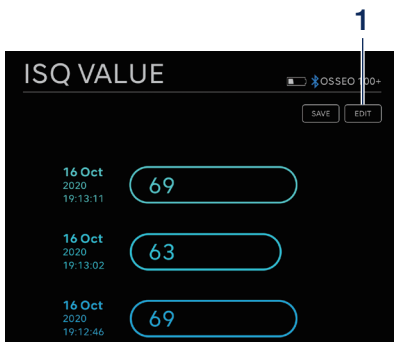 1
ISQ VALUE
OSSEO 100+
SAVE EDIT
16 Oct
2020
19:13:11
69
16 Oct
2020
19:13:02
63
16 Oct
2020
19:12:46
69